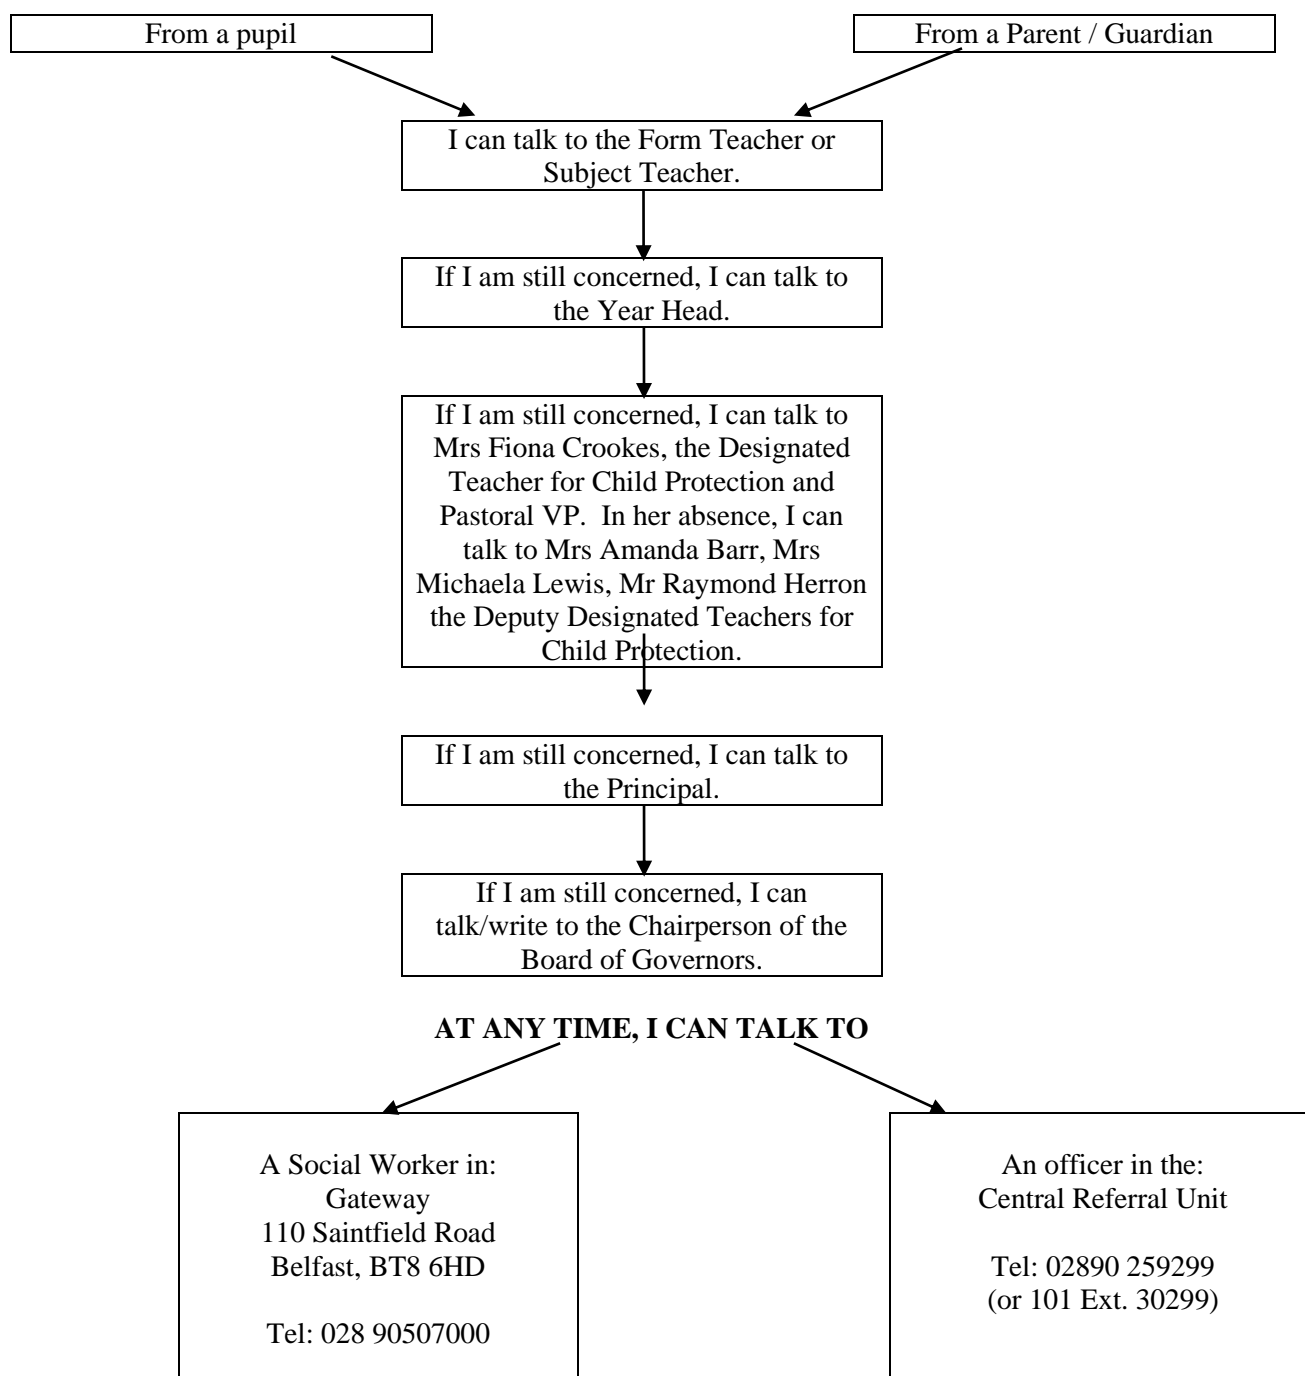 From a pupil
From a Parent / Guardian
I can talk to the Form Teacher or
Subject Teacher.
If I am still concerned, I can talk to
the Year Head.
If I am still concerned, I can talk to
Mrs Fiona Crookes, the Designated
Teacher for Child Protection and
Pastoral VP.  In her absence, I can
talk to Mrs Amanda Barr, Mrs
Michaela Lewis, Mr Raymond Herron
the Deputy Designated Teachers for
Child Protection.
If I am still concerned, I can talk to
the Principal.
If I am still concerned, I can
talk/write to the Chairperson of the
Board of Governors.
AT ANY TIME, I CAN TALK TO
A Social Worker in:
Gateway
110 Saintfield Road
Belfast, BT8 6HD
Tel: 028 90507000
An officer in the:
Central Referral Unit
Tel: 02890 259299
(or 101 Ext. 30299)